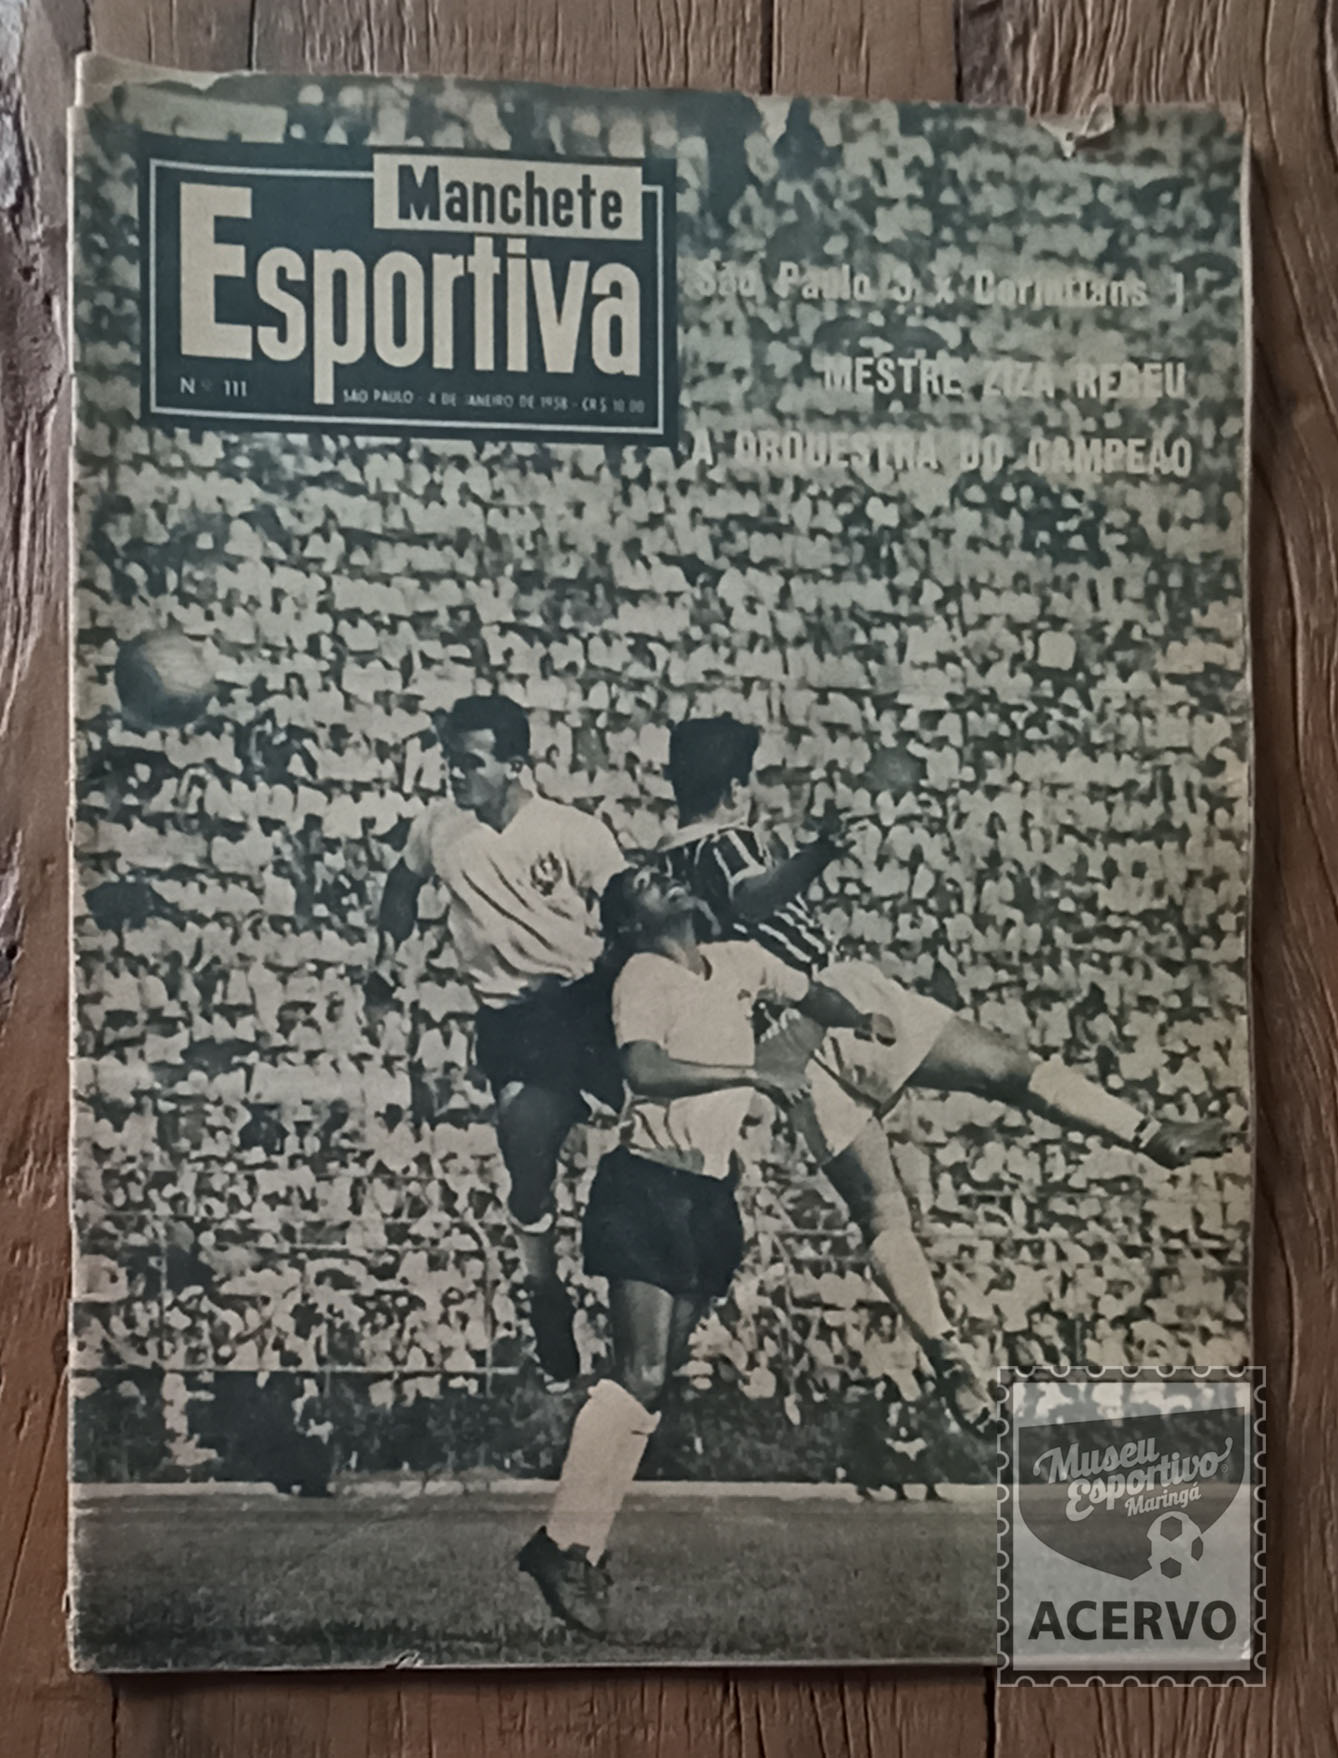 Manchete
Esportiva
Nº 111
SÃO PAULO - 4 DE JANEIRO DE 1958 - CR$ 10,00
São Paulo 3 x Corintians 1
MESTRE ZIZA REGEU
A ORQUESTRA DO CAMPEÃO
Museu
Esportivo
Maringá
ACERVO